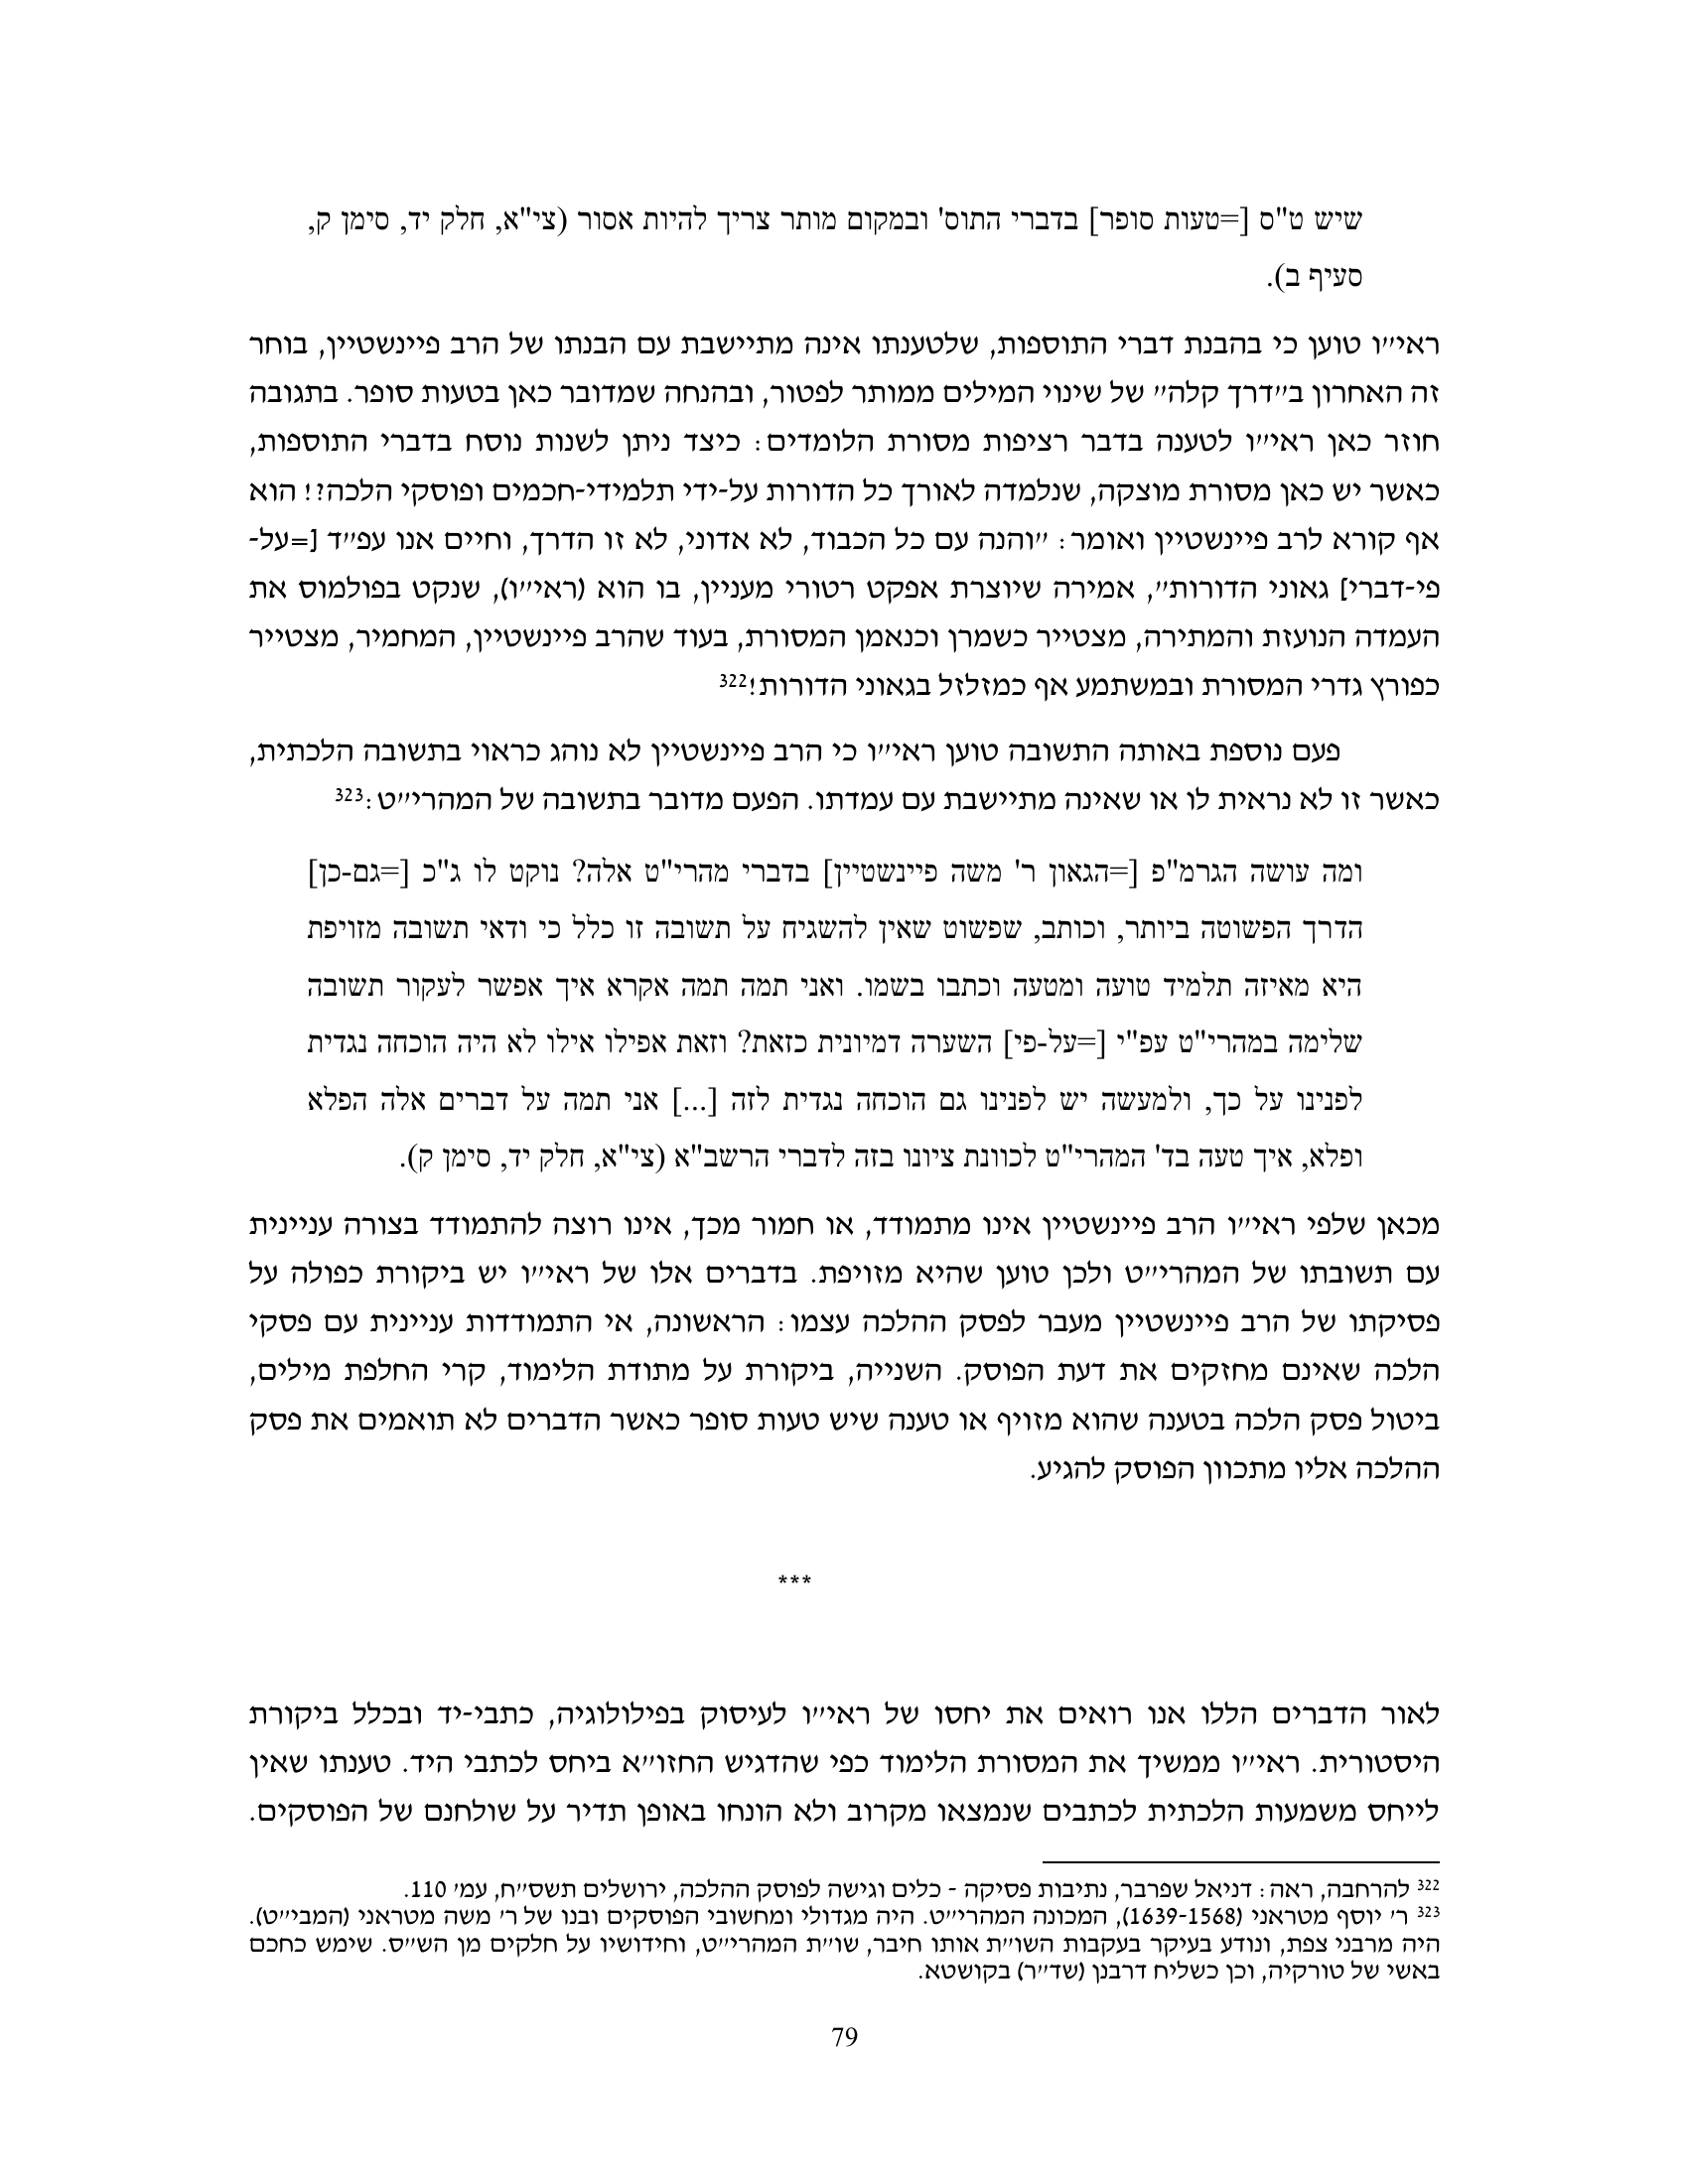 שיש ט"ס [=טעות סופר] בדברי התוס' ובמקום מותר צריך להיות אסור (צי"א, חלק יד, סימן ק,
סעיף ב).
ראי״ו טוען כי בהבנת דברי התוספות, שלטענתו אינה מתיישבת עם הבנתו של הרב פיינשטיין, בוחר
זה האחרון ב״דרך קלה״ של שינוי המילים ממותר לפטור, ובהנחה שמדובר כאן בטעות סופר. בתגובה
חוזר כאן ראי״ו לטענה בדבר רציפות מסורת הלומדים: כיצד ניתן לשנות נוסח בדברי התוספות,
כאשר יש כאן מסורת מוצקה, שנלמדה לאורך כל הדורות על-ידי תלמידי-חכמים ופוסקי הלכה?! הוא
אף קורא לרב פיינשטיין ואומר: ״והנה עם כל הכבוד, לא אדוני, לא זו הדרך, וחיים אנו עפ״ד [=על-
פי-דברי] גאוני הדורות״, אמירה שיוצרת אפקט רטורי מעניין, בו הוא (ראי״ו), שנקט בפולמוס את
העמדה הנועזת והמתירה, מצטייר כשמרן וכנאמן המסורת, בעוד שהרב פיינשטיין, המחמיר, מצטייר
כפורץ גדרי המסורת ובמשתמע אף כמזלזל בגאוני הדורות!322
פעם נוספת באותה התשובה טוען ראי״ו כי הרב פיינשטיין לא נוהג כראוי בתשובה הלכתית,
כאשר זו לא נראית לו או שאינה מתיישבת עם עמדתו. הפעם מדובר בתשובה של המהרי״ט:323
ומה עושה הגרמ"פ [=הגאון ר' משה פיינשטיין] בדברי מהרי"ט אלה? נוקט לו ג"כ [=גם-כן]
הדרך הפשוטה ביותר, וכותב, שפשוט שאין להשגיח על תשובה זו כלל כי ודאי תשובה מזויפת
היא מאיזה תלמיד טועה ומטעה וכתבו בשמו. ואני תמה תמה אקרא איך אפשר לעקור תשובה
שלימה במהרי"ט עפ"י [=על-פי] השערה דמיונית כזאת? וזאת אפילו אילו לא היה הוכחה נגדית
לפנינו על כך, ולמעשה יש לפנינו גם הוכחה נגדית לזה [...] אני תמה על דברים אלה הפלא
ופלא, איך טעה בד' המהרי"ט לכוונת ציונו בזה לדברי הרשב"א (צי"א, חלק יד, סימן ק).
מכאן שלפי ראי״ו הרב פיינשטיין אינו מתמודד, או חמור מכך, אינו רוצה להתמודד בצורה עניינית
עם תשובתו של המהרי״ט ולכן טוען שהיא מזויפת. בדברים אלו של ראי״ו יש ביקורת כפולה על
פסיקתו של הרב פיינשטיין מעבר לפסק ההלכה עצמו: הראשונה, אי התמודדות עניינית עם פסקי
הלכה שאינם מחזקים את דעת הפוסק. השנייה, ביקורת על מתודת הלימוד, קרי החלפת מילים,
ביטול פסק הלכה בטענה שהוא מזויף או טענה שיש טעות סופר כאשר הדברים לא תואמים את פסק
ההלכה אליו מתכוון הפוסק להגיע.
***
לאור הדברים הללו אנו רואים את יחסו של ראי״ו לעיסוק בפילולוגיה, כתבי-יד ובכלל ביקורת
היסטורית. ראי״ו ממשיך את המסורת הלימוד כפי שהדגיש החזו״א ביחס לכתבי היד. טענתו שאין
לייחס משמעות הלכתית לכתבים שנמצאו מקרוב ולא הונחו באופן תדיר על שולחנם של הפוסקים.
322 להרחבה, ראה: דניאל שפרבר, נתיבות פסיקה - כלים וגישה לפוסק ההלכה, ירושלים תשס״ח, עמ׳ 110.
323 ר׳ יוסף מטראני (1639-1568), המכונה המהרי״ט. היה מגדולי ומחשובי הפוסקים ובנו של ר׳ משה מטראני (המבי״ט).
היה מרבני צפת, ונודע בעיקר בעקבות השו״ת אותו חיבר, שו״ת המהרי״ט, וחידושיו על חלקים מן הש״ס. שימש כחכם
באשי של טורקיה, וכן כשליח דרבנן (שד״ר) בקושטא.
79